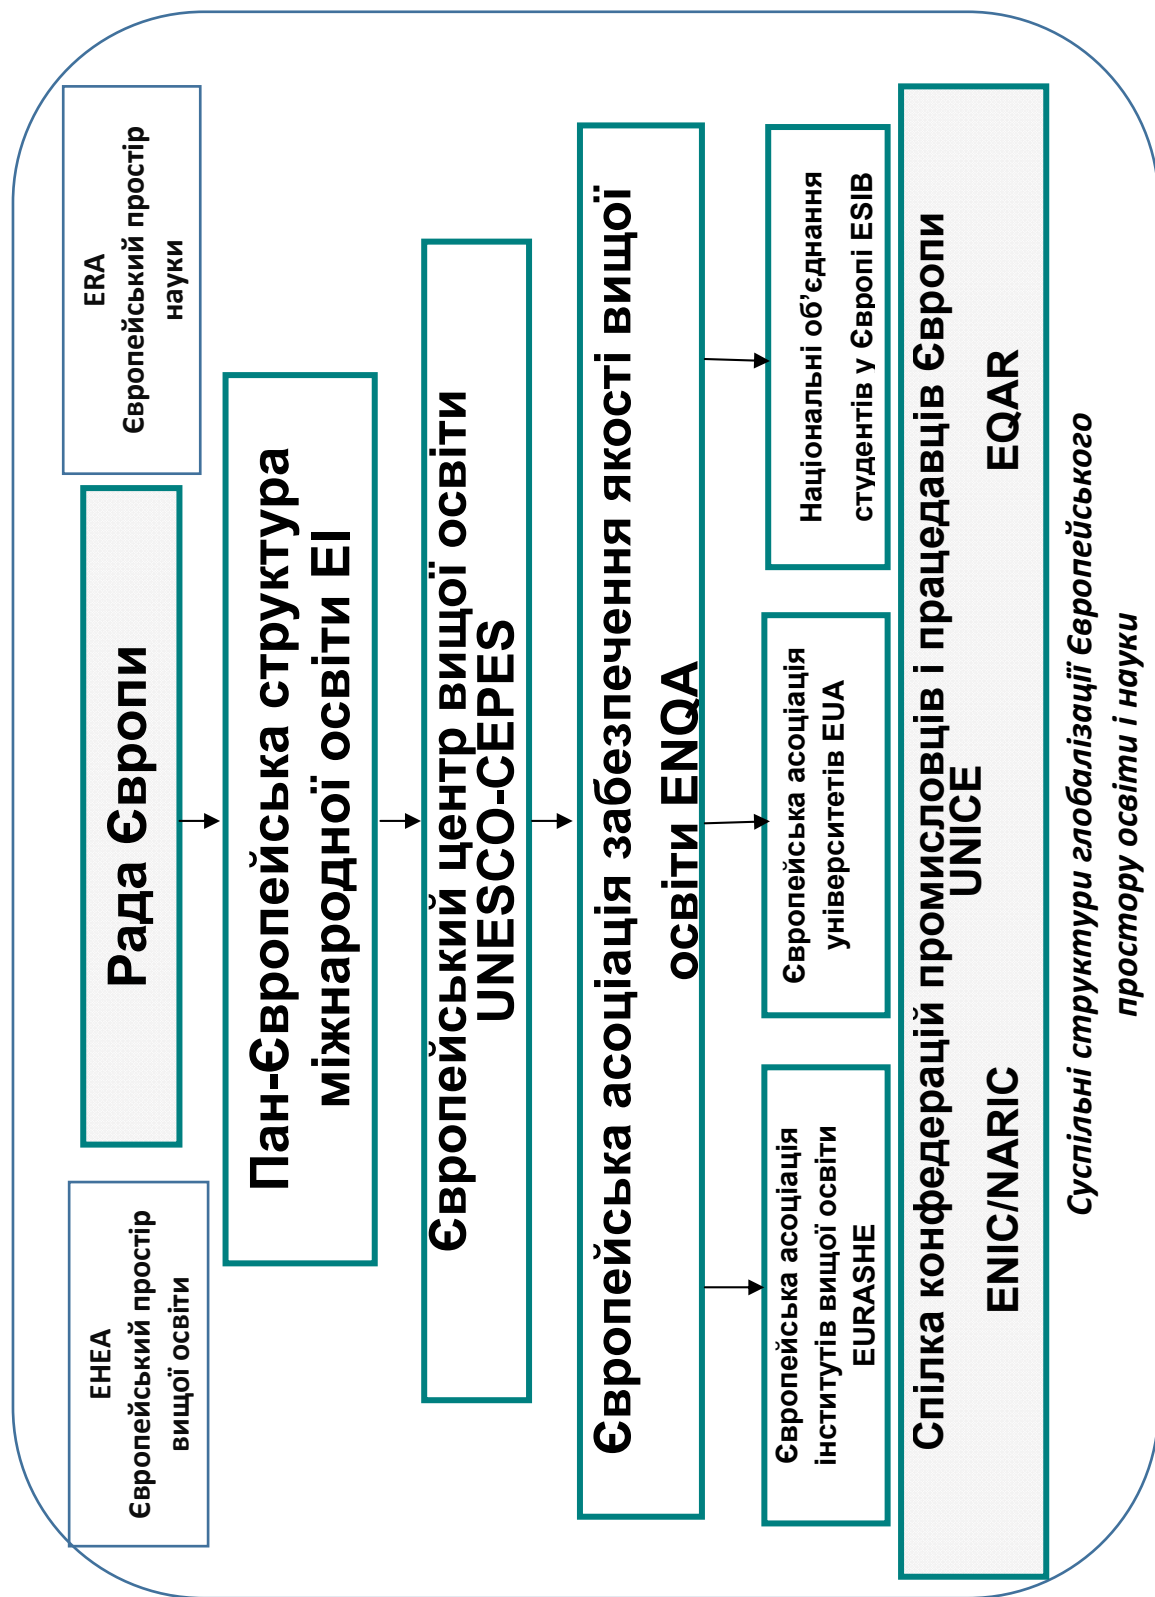 ЕНЕА
Європейський простір
вищої освіти
Рада Європи
ERA
Європейський простір
науки
Пан-Європейська структура
міжнародної освіти EI
Європейський центр вищої освіти
UNESCO-CEPES
Європейська асоціація забезпечення якості вищої
освіти ENQA
Європейська асоціація
інститутів вищої освіти
EURASHE
Європейська асоціація
університетів EUA
Національні об’єднання
студентів у Європі ESIB
Спілка конфедерацій промисловців і працедавців Європи
UNICE
ENIC/NARIC EQAR
Суспільні структури глобалізації Європейського
простору освіти і науки